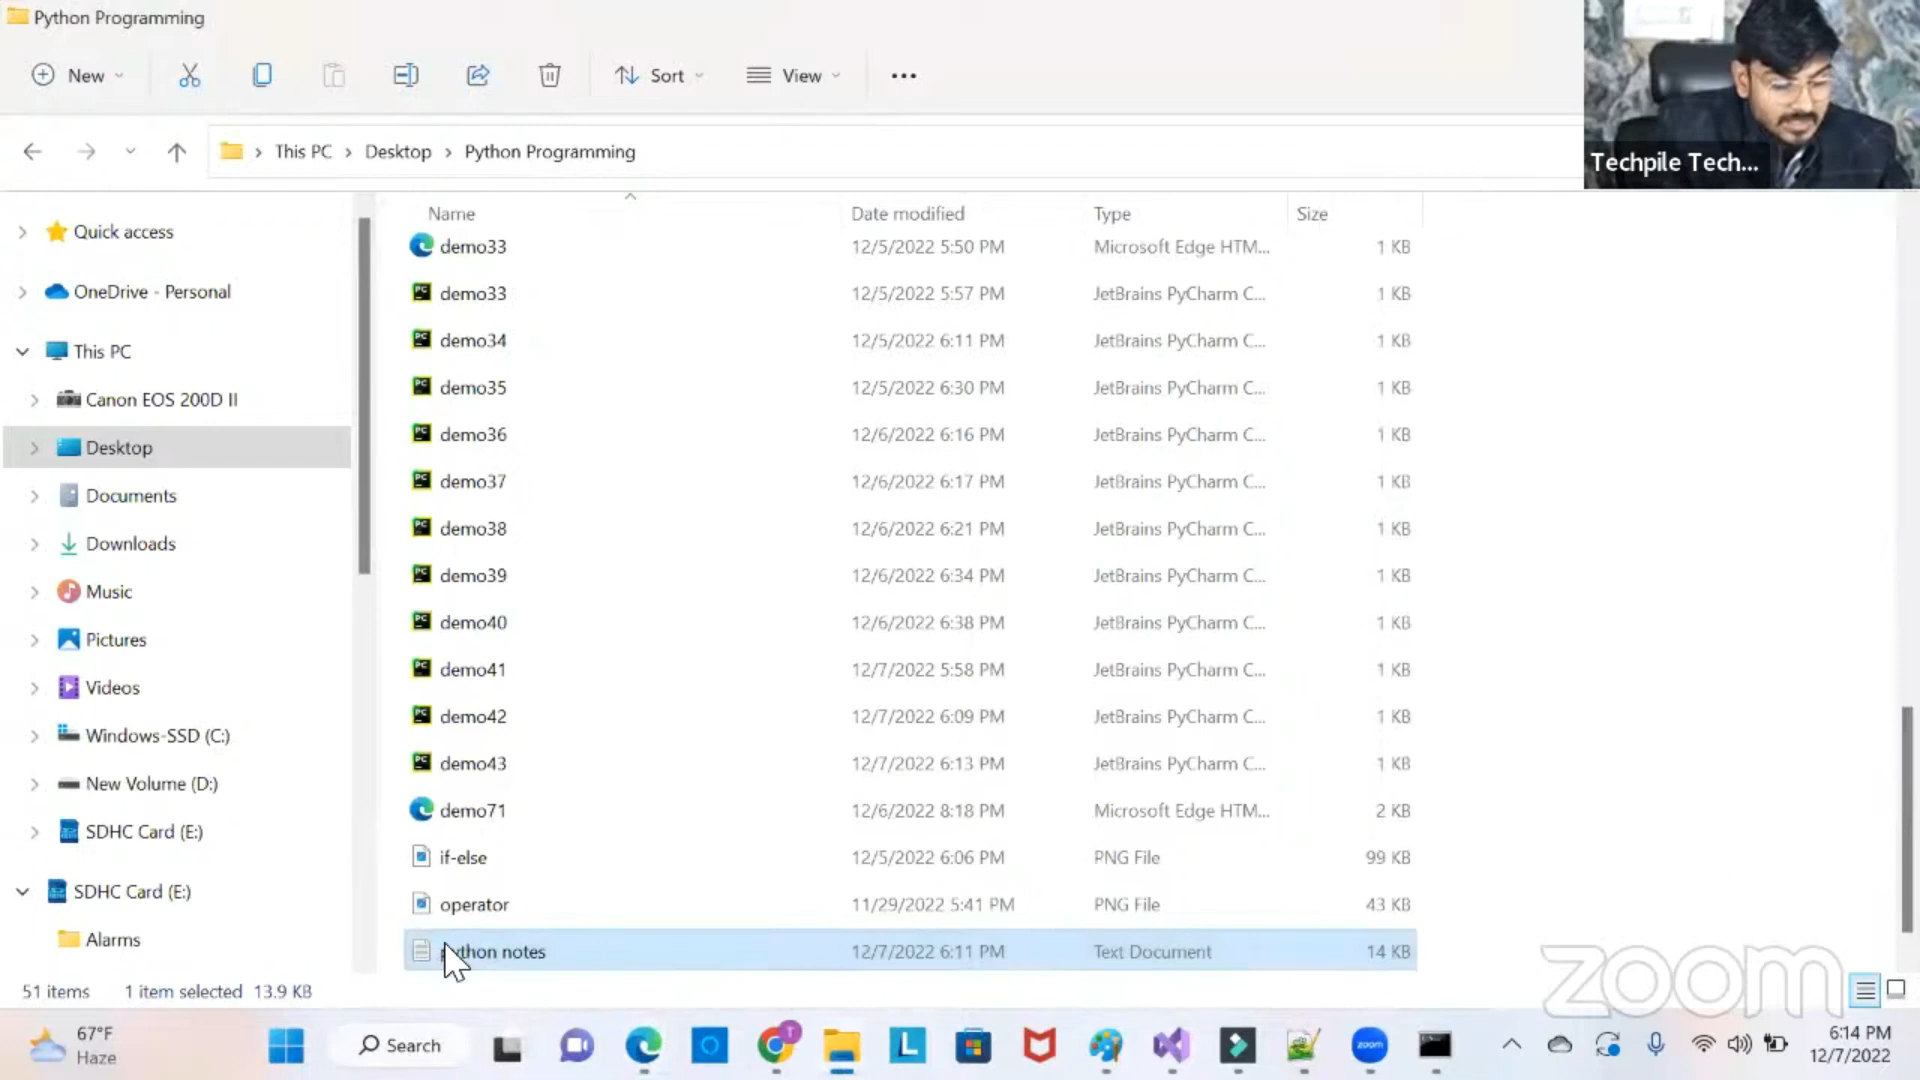 Python Programming
New
Sort
View
Techpile Tech...
This PC
Desktop
Python Programming
Name
Date modified
Type
Size
Quick access
OneDrive - Personal
This PC
Canon EOS 200D II
Desktop
Documents
Downloads
Music
Pictures
Videos
Windows-SSD (C:)
New Volume (D:)
SDHC Card (E:)
SDHC Card (E:)
Alarms
demo33 12/5/2022 5:50 PM Microsoft Edge HTM... 1 KB
demo33 12/5/2022 5:57 PM JetBrains PyCharm C... 1 KB
demo34 12/5/2022 6:11 PM JetBrains PyCharm C... 1 KB
demo35 12/5/2022 6:30 PM JetBrains PyCharm C... 1 KB
demo36 12/6/2022 6:16 PM JetBrains PyCharm C... 1 KB
demo37 12/6/2022 6:17 PM JetBrains PyCharm C... 1 KB
demo38 12/6/2022 6:21 PM JetBrains PyCharm C... 1 KB
demo39 12/6/2022 6:34 PM JetBrains PyCharm C... 1 KB
demo40 12/6/2022 6:38 PM JetBrains PyCharm C... 1 KB
demo41 12/7/2022 5:58 PM JetBrains PyCharm C... 1 KB
demo42 12/7/2022 6:09 PM JetBrains PyCharm C... 1 KB
demo43 12/7/2022 6:13 PM JetBrains PyCharm C... 1 KB
demo71 12/6/2022 8:18 PM Microsoft Edge HTM... 2 KB
if-else 12/5/2022 6:06 PM PNG File 99 KB
operator 11/29/2022 5:41 PM PNG File 43 KB
python notes 12/7/2022 6:11 PM Text Document 14 KB
51 items 1 item selected 13.9 KB
zoom
67°F
Haze
Search
T
L
zoom
6:14 PM
12/7/2022